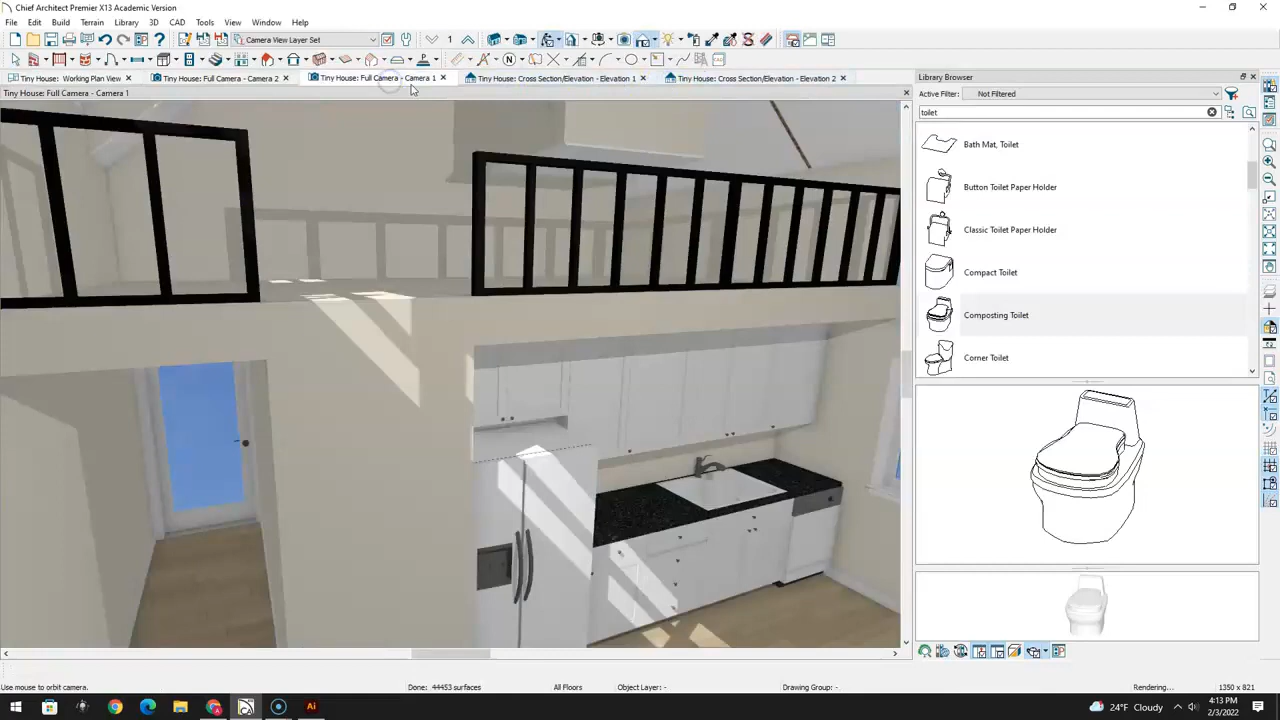 Chief Architect Premier X13 Academic Version
File Edit Build Terrain Library 3D CAD Tools View Window Help
Camera View Layer Set
1
Tiny House: Working Plan View
Tiny House: Full Camera - Camera 2
Tiny House: Full Camera - Camera 1
Tiny House: Cross Section/Elevation - Elevation 1
Tiny House: Cross Section/Elevation - Elevation 2
Tiny House: Full Camera - Camera 1
Library Browser
Active Filter: Not Filtered
toilet
Bath Mat, Toilet
Button Toilet Paper Holder
Classic Toilet Paper Holder
Compact Toilet
Composting Toilet
Corner Toilet
Use mouse to orbit camera.
Done: 44453 surfaces
All Floors
Object Layer: -
Drawing Group: -
Rendering...
1350 x 821
Ai
24°F Cloudy
4:13 PM
2/3/2022